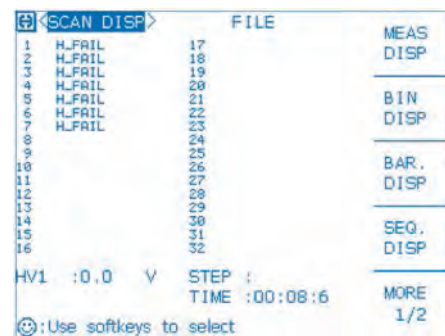 <SCAN DISP> FILE
1 H_FAIL 17
2 H_FAIL 18
3 H_FAIL 19
4 H_FAIL 20
5 H_FAIL 21
6 H_FAIL 22
7 H_FAIL 23
8 24
9 25
10 26
11 27
12 28
13 29
14 30
15 31
16 32
HV1 :0.0 V STEP :
TIME :00:08:6
:Use softkeys to select
MEAS
DISP
BIN
DISP
BAR.
DISP
SEQ.
DISP
MORE
1/2